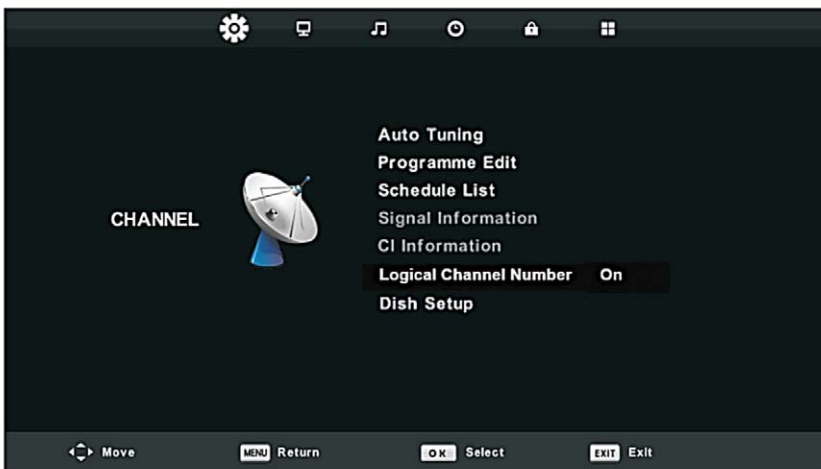 Auto Tuning
Programme Edit
Schedule List
CHANNEL
Signal Information
CI Information
Logical Channel Number On
Dish Setup
Move MENU Return OK Select EXIT Exit